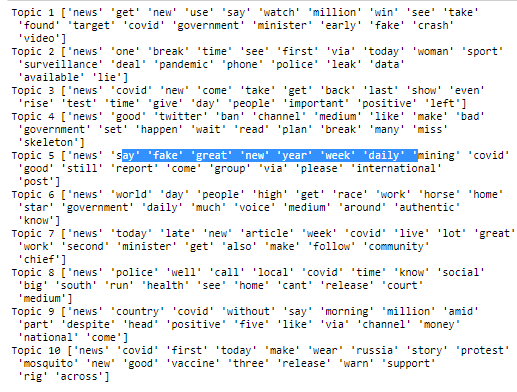 Topic 1 ['news' 'get' 'new' 'use' 'say' 'watch' 'million' 'win' 'see' 'take'
'found' 'target' 'covid' 'government' 'minister' 'early' 'fake' 'crash'
'video']
Topic 2 ['news' 'one' 'break' 'time' 'see' 'first' 'via' 'today' 'woman' 'sport'
'surveillance' 'deal' 'pandemic' 'phone' 'police' 'leak' 'data'
'available' 'lie']
Topic 3 ['news' 'covid' 'new' 'come' 'take' 'get' 'back' 'last' 'show' 'even'
'rise' 'test' 'time' 'give' 'day' 'people' 'important' 'positive' 'left']
Topic 4 ['news' 'good' 'twitter' 'ban' 'channel' 'medium' 'like' 'make' 'bad'
'government' 'set' 'happen' 'wait' 'read' 'plan' 'break' 'many' 'miss'
'skeleton']
Topic 5 ['news' 'say' 'fake' 'great' 'new' 'year' 'week' 'daily' 'mining' 'covid'
'good' 'still' 'report' 'come' 'group' 'via' 'please' 'international'
'post']
Topic 6 ['news' 'world' 'day' 'people' 'high' 'get' 'race' 'work' 'horse' 'home'
'star' 'government' 'daily' 'much' 'voice' 'medium' 'around' 'authentic'
'know']
Topic 7 ['news' 'today' 'late' 'new' 'article' 'week' 'covid' 'live' 'lot' 'great'
'work' 'second' 'minister' 'get' 'also' 'make' 'follow' 'community'
'chief']
Topic 8 ['news' 'police' 'well' 'call' 'local' 'covid' 'time' 'know' 'social'
'big' 'south' 'run' 'health' 'see' 'home' 'cant' 'release' 'court'
'medium']
Topic 9 ['news' 'country' 'covid' 'without' 'say' 'morning' 'million' 'amid'
'part' 'despite' 'head' 'positive' 'five' 'like' 'via' 'channel' 'money'
'national' 'come']
Topic 10 ['news' 'covid' 'first' 'today' 'make' 'wear' 'russia' 'story' 'protest'
'mosquito' 'new' 'good' 'vaccine' 'three' 'release' 'warn' 'support'
'rig' 'across']